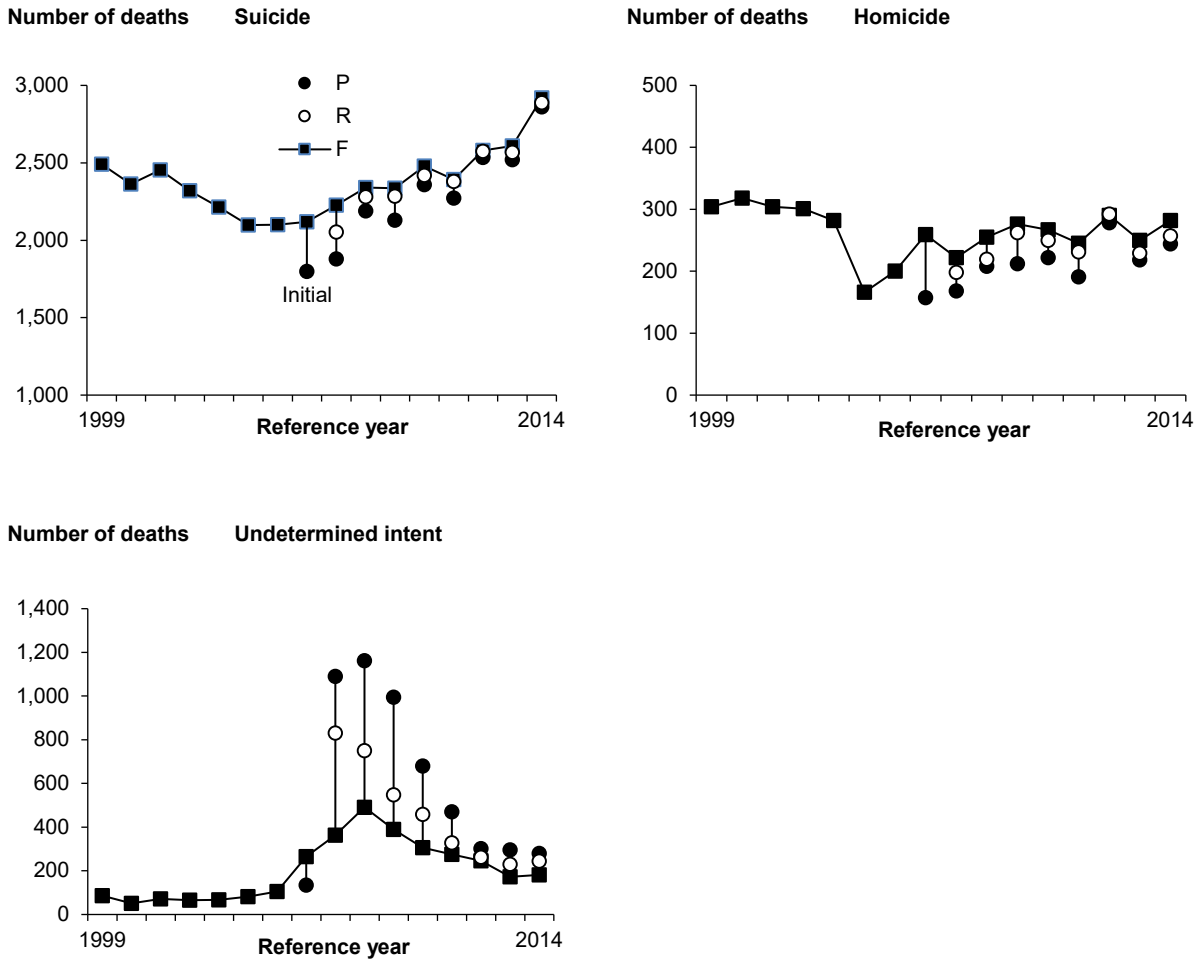 Number of deaths Suicide
3,000
2,500
2,000
1,500
1,000
P
R
F
Initial
1999 2014
Reference year
Number of deaths Homicide
500
400
300
200
100
0
1999 2014
Reference year
Number of deaths Undetermined intent
1,400
1,200
1,000
800
600
400
200
0
1999 2014
Reference year